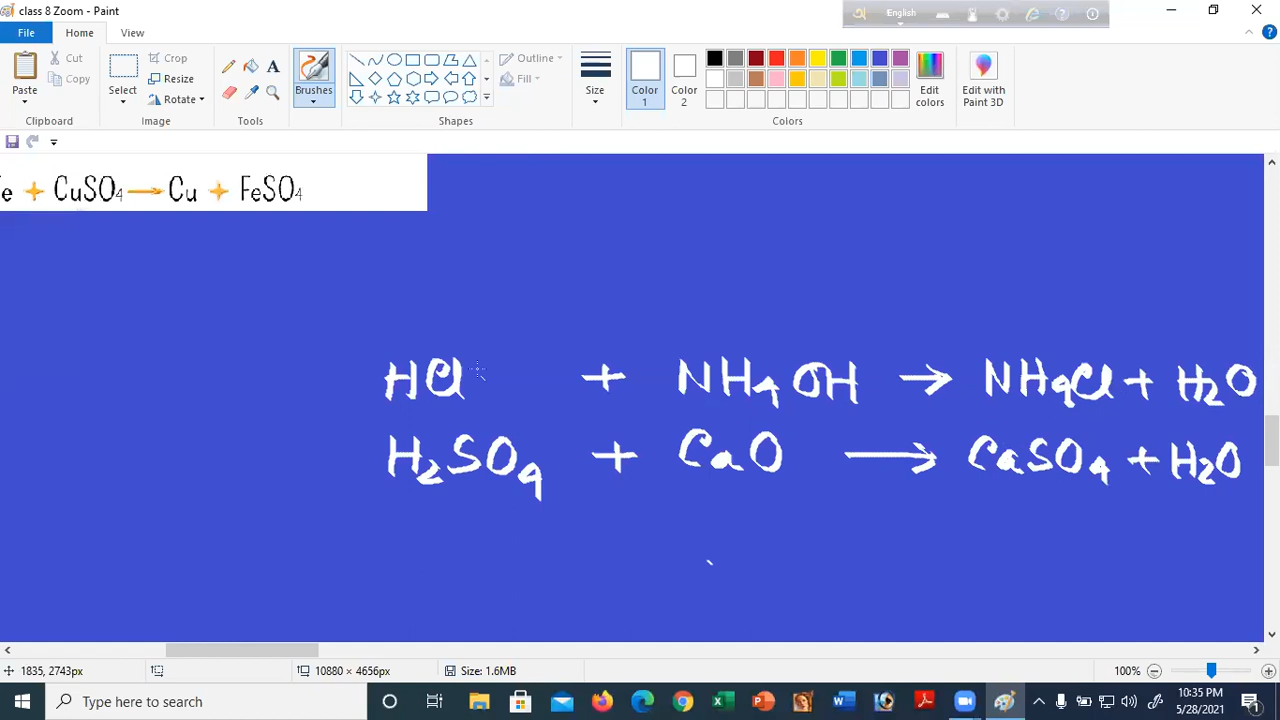 class 8 Zoom - Paint
English
File Home View
Paste Cut Copy Clipboard
Select Crop Resize Rotate Image
Tools
Brushes
Outline Fill Shapes
Size
Color 1 Color 2 Edit colors Edit with Paint 3D Colors
e + CuSO4 → Cu + FeSO4
HCl + NH4OH → NH4Cl + H2O
H2SO4 + CaO → CaSO4 + H2O
1835, 2743px 10880 × 4656px Size: 1.6MB 100%
Type here to search
10:35 PM
5/28/2021